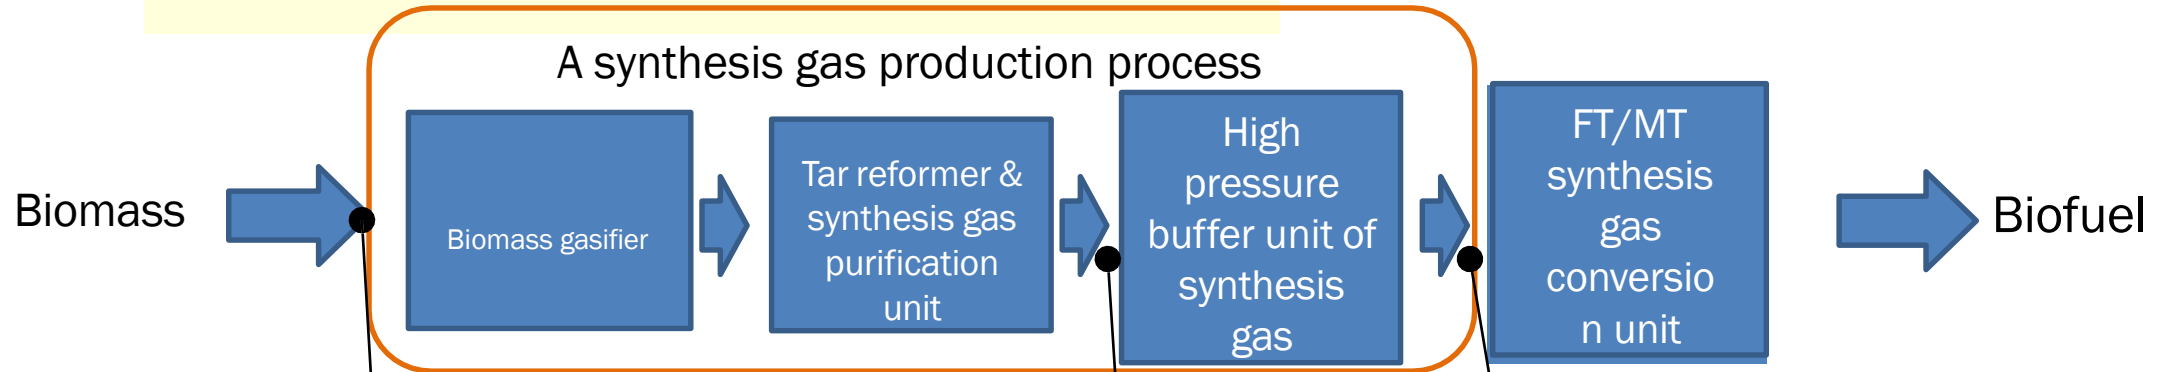 A synthesis gas production process
Biomass
Biomass gasifier
Tar reformer &
synthesis gas
purification
unit
High
pressure
buffer unit of
synthesis
gas
FT/MT
synthesis
gas
conversio
n unit
Biofuel